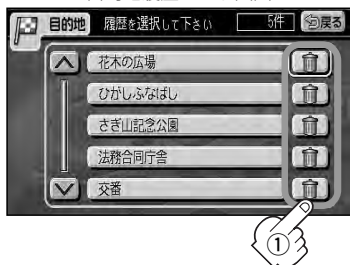 目的地 履歴を選択して下さい 5件 戻る
花木の広場
ひがしふなばし
さぎ山記念公園
法務合同庁舎
交番
①